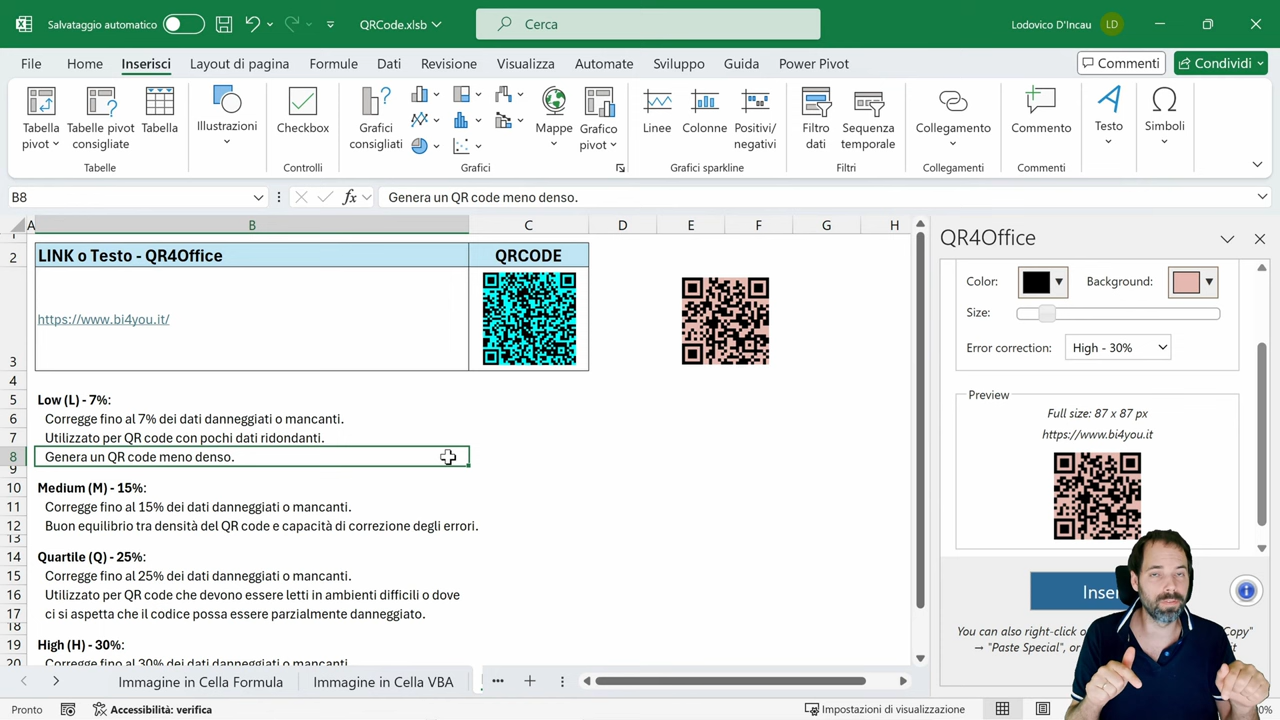 Salvataggio automatico
QRCode.xlsb
Cerca
Lodovico D'Incau
LD
File
Home
Inserisci
Layout di pagina
Formule
Dati
Revisione
Visualizza
Automate
Sviluppo
Guida
Power Pivot
Commenti
Condividi
Tabella pivot
Tabelle pivot consigliate
Tabella
Illustrazioni
Checkbox
Grafici consigliati
Mappe
Grafico pivot
Linee
Colonne
Positivi/negativi
Filtro dati
Sequenza temporale
Collegamento
Commento
Testo
Simboli
Tabelle
Controlli
Grafici
Grafici sparkline
Filtri
Collegamenti
Commenti
B8
fx
Genera un QR code meno denso.
A B C D E F G H
2 LINK o Testo - QR4Office QRCODE
3 https://www.bi4you.it/
4
5 Low (L) - 7%:
6 Corregge fino al 7% dei dati danneggiati o mancanti.
7 Utilizzato per QR code con pochi dati ridondanti.
8 Genera un QR code meno denso.
9
10 Medium (M) - 15%:
11 Corregge fino al 15% dei dati danneggiati o mancanti.
12 Buon equilibrio tra densità del QR code e capacità di correzione degli errori.
13
14 Quartile (Q) - 25%:
15 Corregge fino al 25% dei dati danneggiati o mancanti.
16 Utilizzato per QR code che devono essere letti in ambienti difficili o dove
17 ci si aspetta che il codice possa essere parzialmente danneggiato.
18
19 High (H) - 30%:
20 Corregge fino al 30% dei dati danneggiati o mancanti.
QR4Office
Color:
Background:
Size:
Error correction: High - 30%
Preview
Full size: 87 x 87 px
https://www.bi4you.it
Inser
You can also right-click
Copy"
→ "Paste Special", or
Immagine in Cella Formula
Immagine in Cella VBA
Pronto
Accessibilità: verifica
Impostazioni di visualizzazione